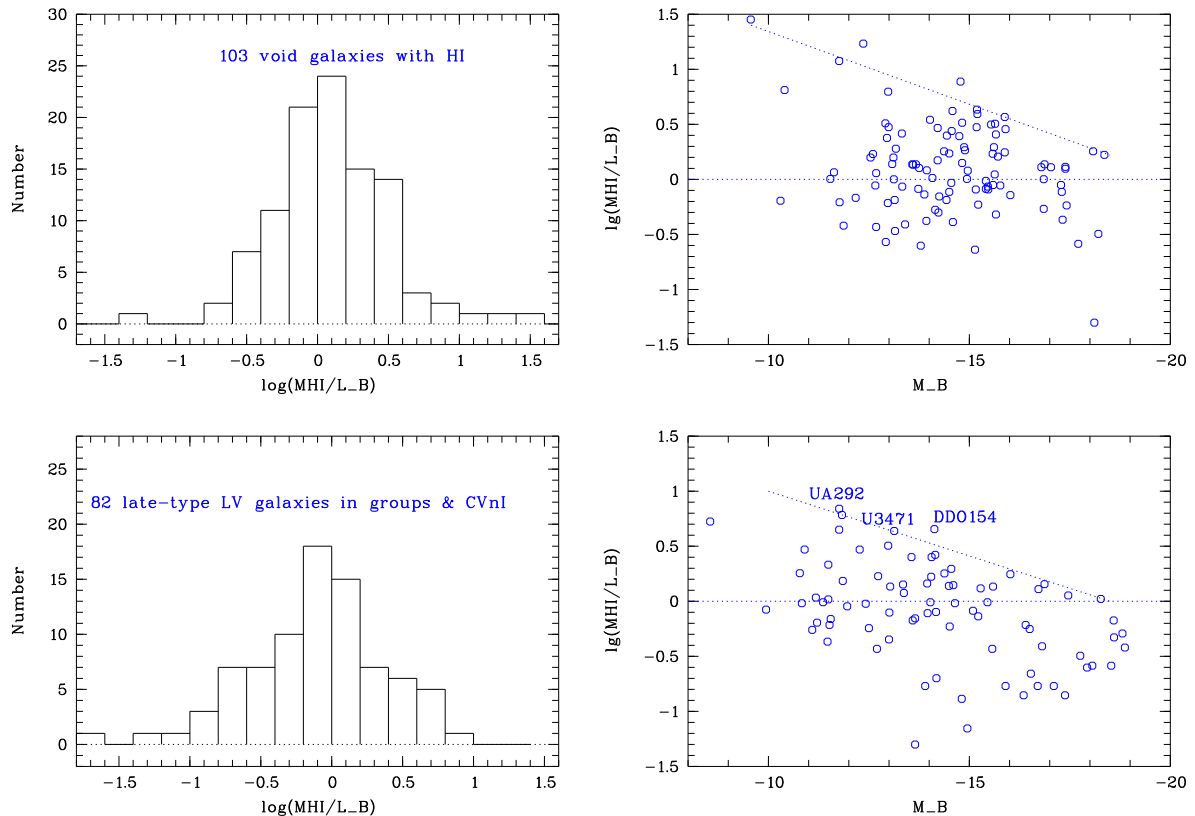 103 void galaxies with HI
Number
30
25
20
15
10
5
0
−1.5 −1 −0.5 0 0.5 1 1.5
log(MHI/L_B)
lg(MHI/L_B)
1.5
1
0.5
0
−0.5
−1
−1.5
−10 −15 −20
M_B
82 late−type LV galaxies in groups & CVnI
Number
25
20
15
10
5
0
−1.5 −1 −0.5 0 0.5 1 1.5
log(MHI/L_B)
lg(MHI/L_B)
1.5
1
0.5
0
−0.5
−1
−1.5
UA292
U3471
DDO154
−10 −15 −20
M_B